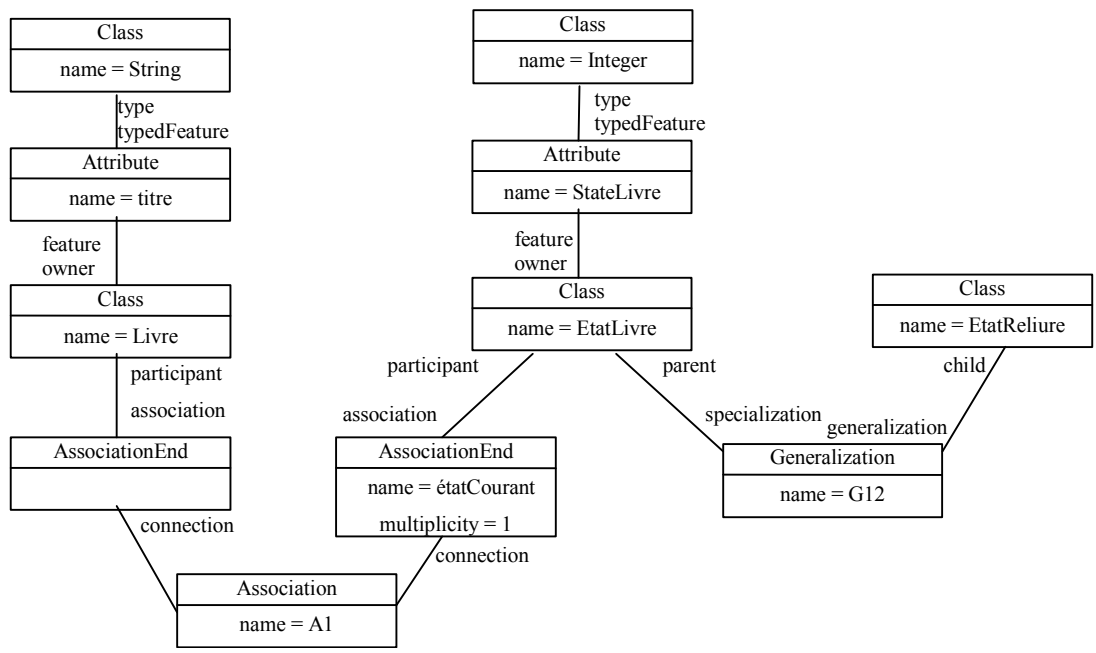 Class
name = String
type
typedFeature
Attribute
name = titre
feature
owner
Class
name = Livre
participant
association
AssociationEnd
connection
Class
name = Integer
type
typedFeature
Attribute
name = StateLivre
feature
owner
Class
name = EtatLivre
participant
parent
association
specialization
AssociationEnd
name = étatCourant
multiplicity = 1
connection
Class
name = EtatReliure
child
generalization
Generalization
name = G12
Association
name = A1